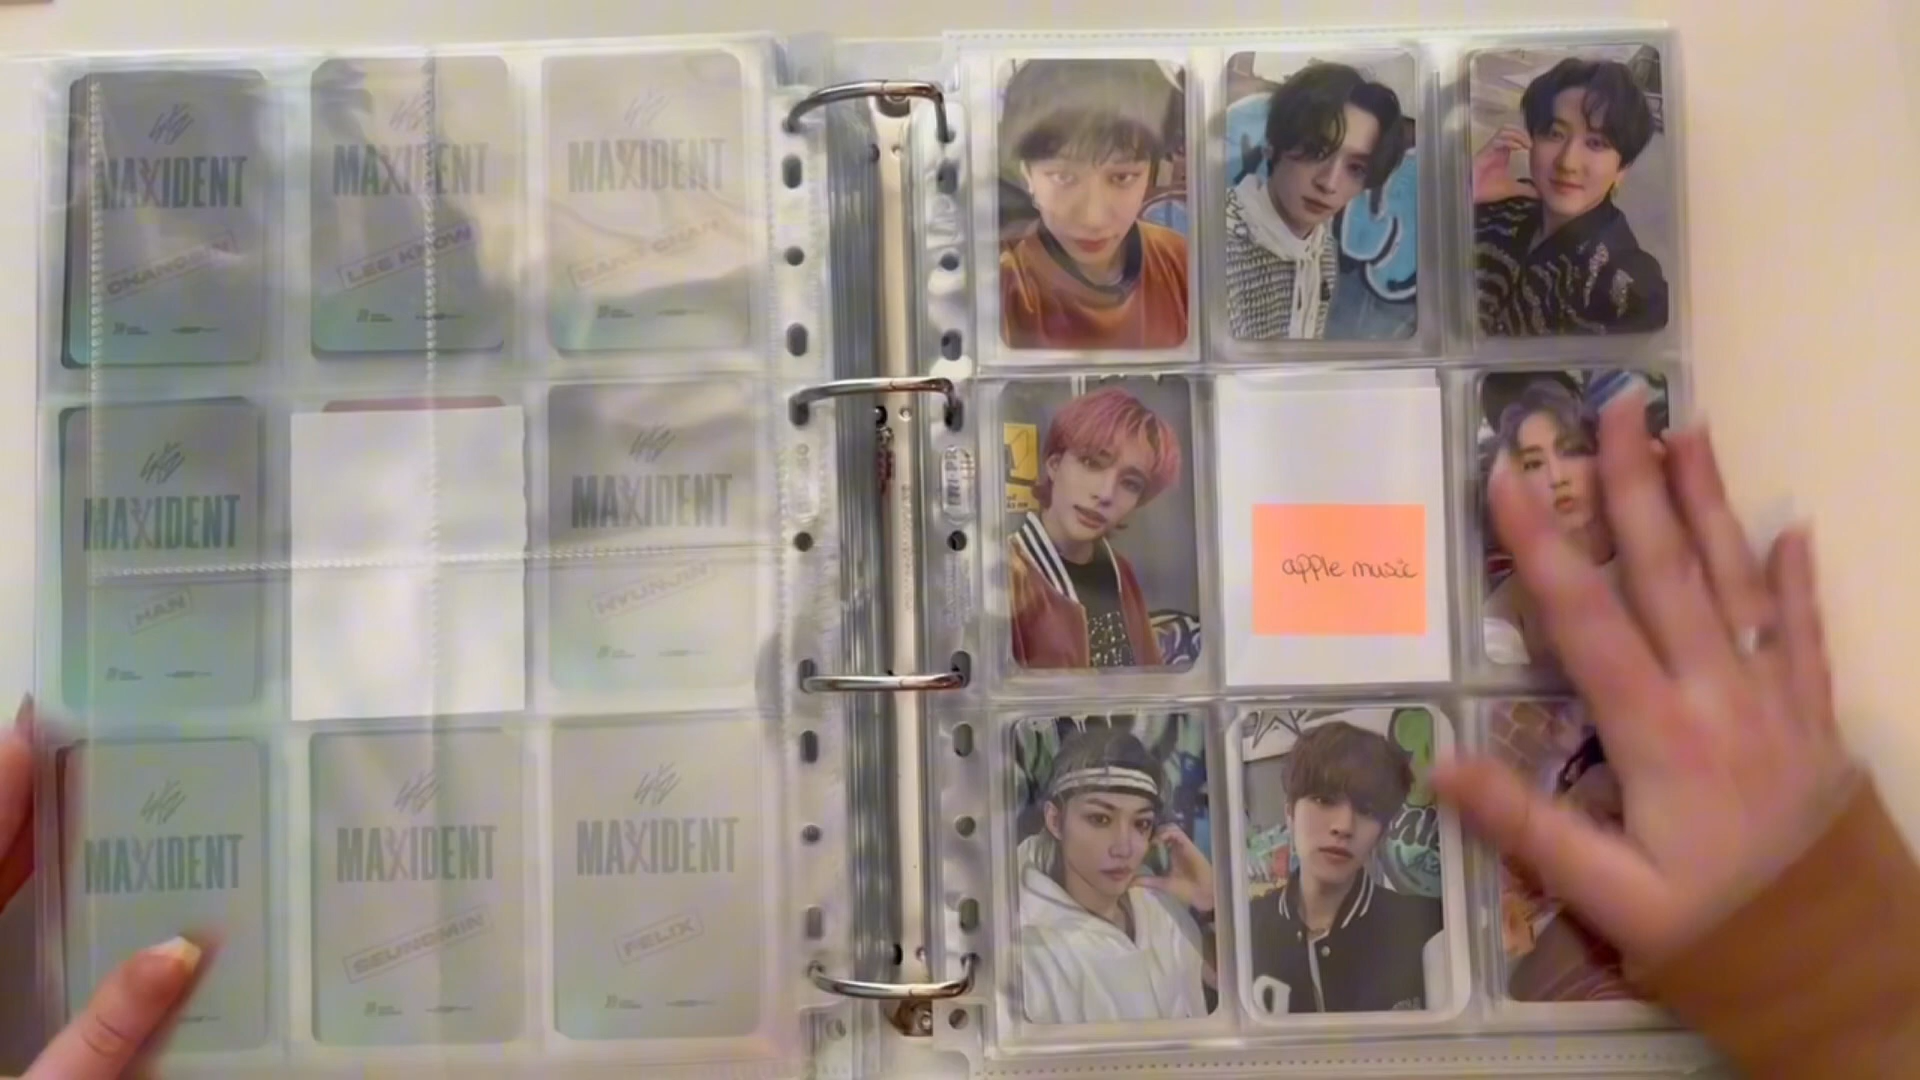 MAXIDENT
CHANGBIN
MAXIDENT
LEE KNOW
MAXIDENT
BANG CHAN
MAXIDENT
HAN
MAXIDENT
HYUNJIN
MAXIDENT
MAXIDENT
SEUNGMIN
MAXIDENT
FELIX
apple music